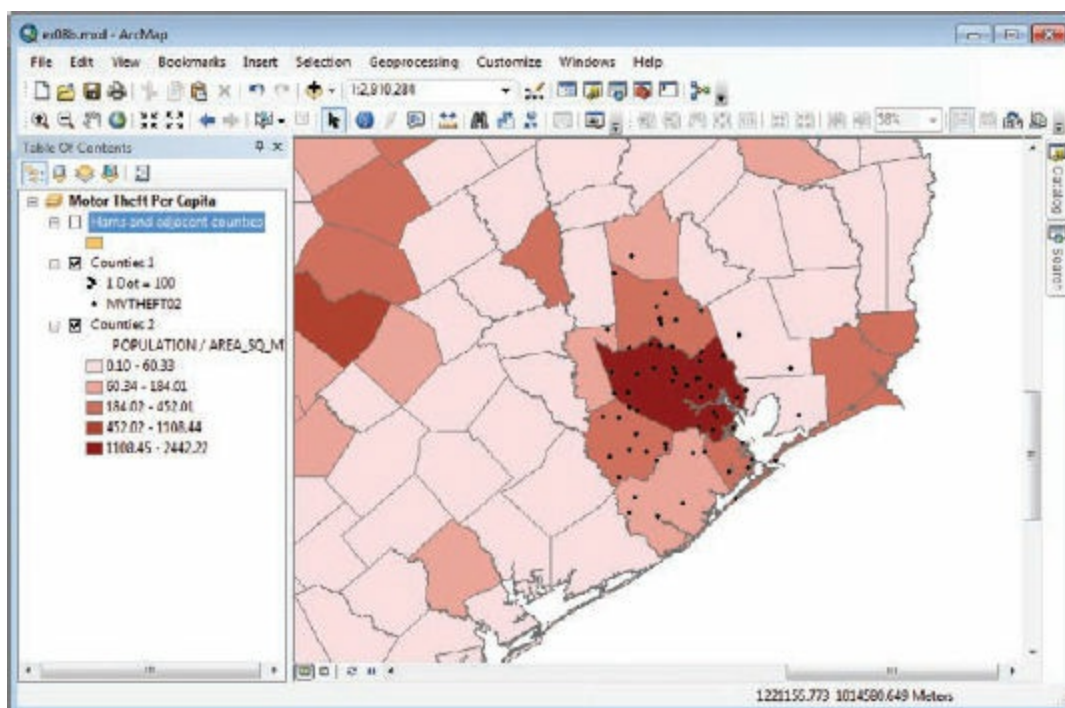 ex08b.mxd - ArcMap
File Edit View Bookmarks Insert Selection Geoprocessing Customize Windows Help
1:2,910,284
58%
Table Of Contents
Motor Theft Per Capita
Harris and adjacent counties
Counties 1
1 Dot = 100
MVTHEFT02
Counties 2
POPULATION / AREA_SQ_M
0.10 - 60.33
60.34 - 184.01
184.02 - 452.01
452.02 - 1108.44
1108.45 - 2442.22
Catalog
Search
1221155.773 1014580.649 Meters